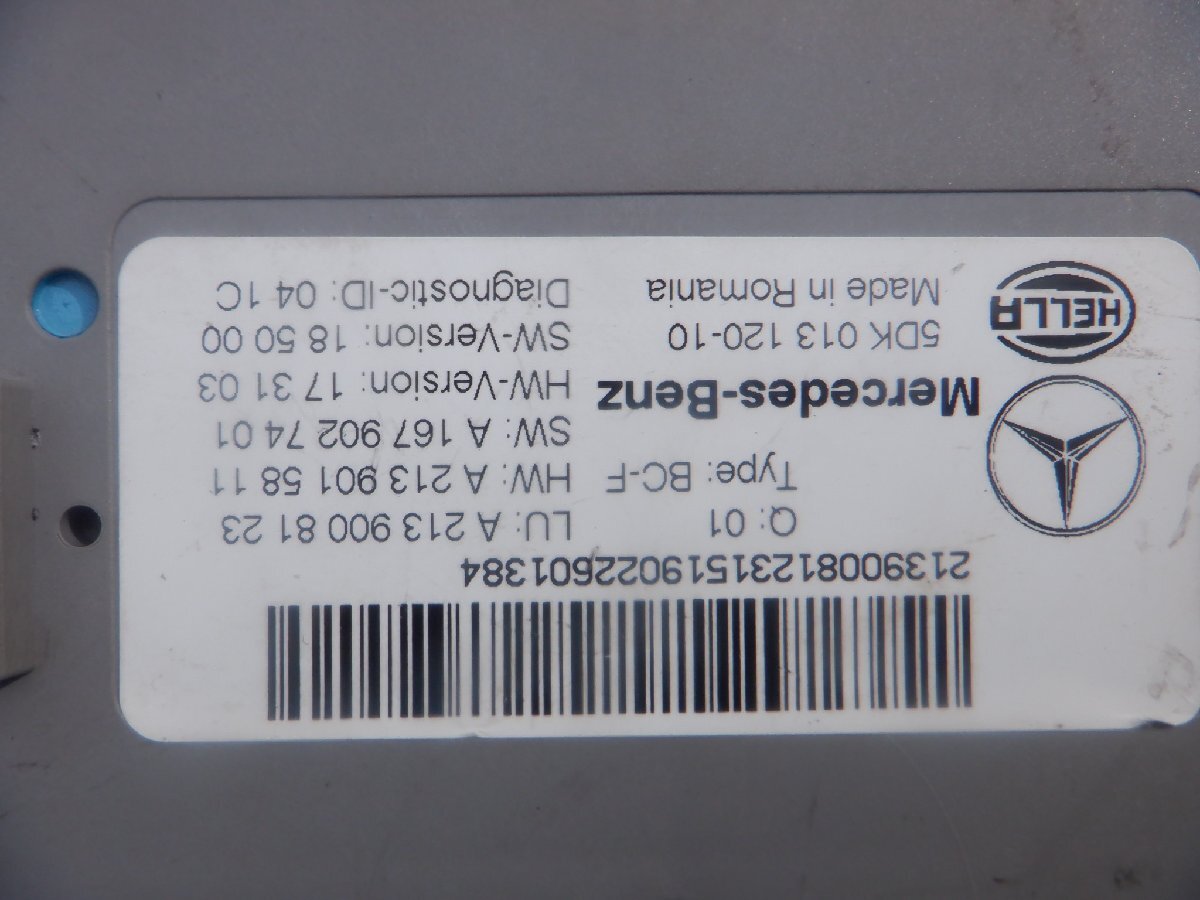 21390081231519022601384
Q: 01
Type: BC-F
Mercedes-Benz
5DK 013 120-10
Made in Romania
LU: A 213 900 81 23
HW: A 213 901 58 11
SW: A 167 902 74 01
HW-Version: 17 31 03
SW-Version: 18 50 00
Diagnostic-ID: 04 1C
HELLA